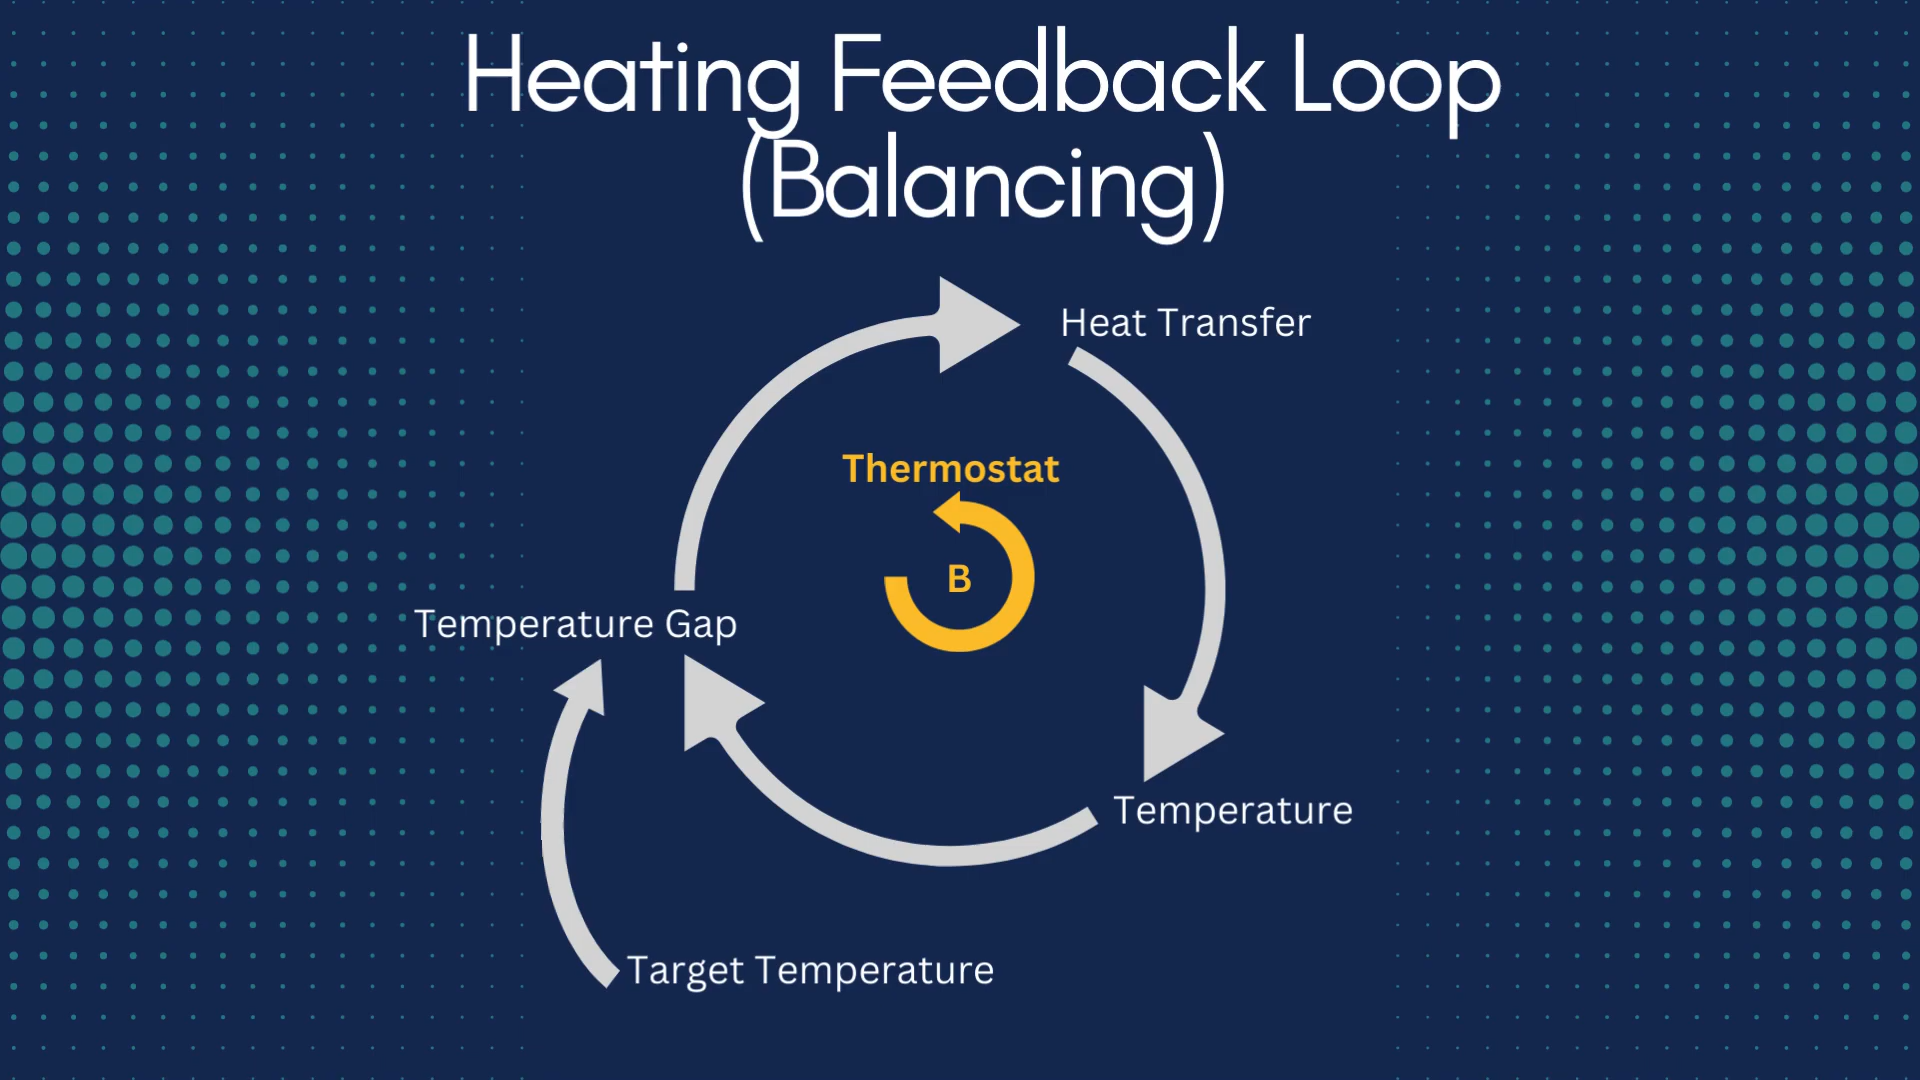 Heating Feedback Loop
(Balancing)
Heat Transfer
Thermostat
B
Temperature Gap
Temperature
Target Temperature